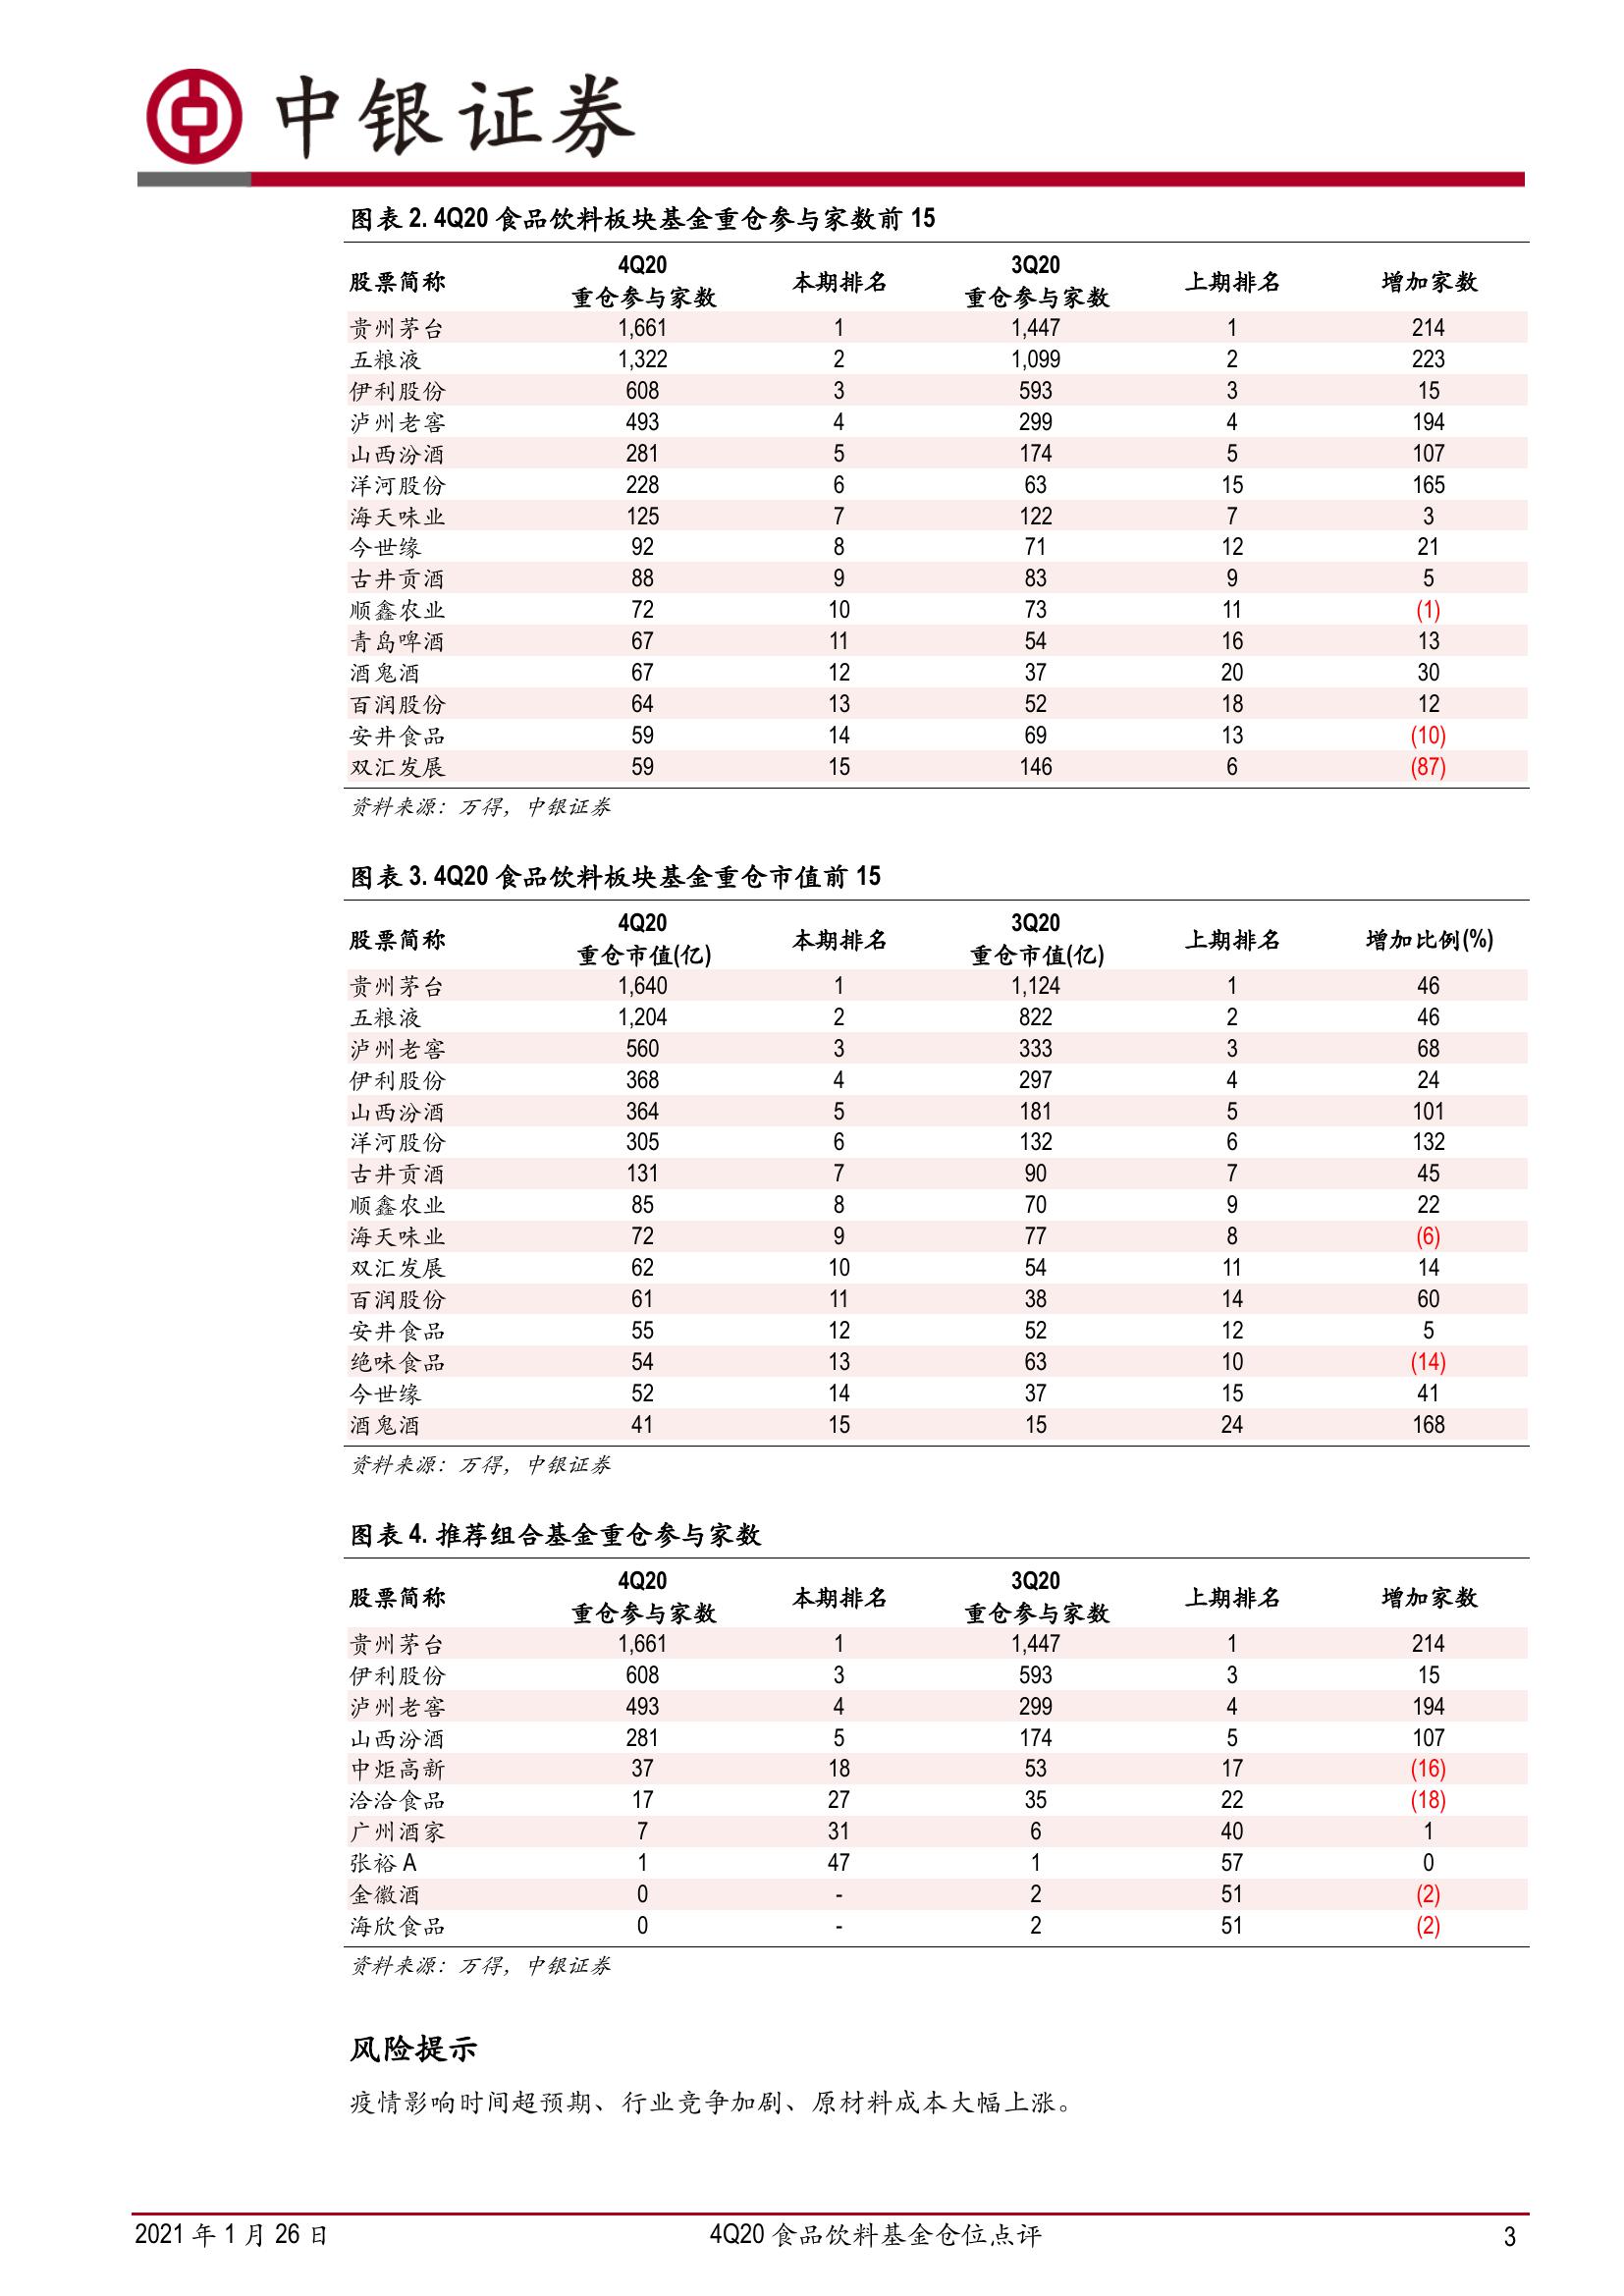 中银证券
图表 2. 4Q20 食品饮料板块基金重仓参与家数前 15
股票简称 4Q20 重仓参与家数 本期排名 3Q20 重仓参与家数 上期排名 增加家数
贵州茅台 1,661 1 1,447 1 214
五粮液 1,322 2 1,099 2 223
伊利股份 608 3 593 3 15
泸州老窖 493 4 299 4 194
山西汾酒 281 5 174 5 107
洋河股份 228 6 63 15 165
海天味业 125 7 122 7 3
今世缘 92 8 71 12 21
古井贡酒 88 9 83 9 5
顺鑫农业 72 10 73 11 (1)
青岛啤酒 67 11 54 16 13
酒鬼酒 67 12 37 20 30
百润股份 64 13 52 18 12
安井食品 59 14 69 13 (10)
双汇发展 59 15 146 6 (87)
资料来源：万得，中银证券
图表 3. 4Q20 食品饮料板块基金重仓市值前 15
股票简称 4Q20 重仓市值(亿) 本期排名 3Q20 重仓市值(亿) 上期排名 增加比例(%)
贵州茅台 1,640 1 1,124 1 46
五粮液 1,204 2 822 2 46
泸州老窖 560 3 333 3 68
伊利股份 368 4 297 4 24
山西汾酒 364 5 181 5 101
洋河股份 305 6 132 6 132
古井贡酒 131 7 90 7 45
顺鑫农业 85 8 70 9 22
海天味业 72 9 77 8 (6)
双汇发展 62 10 54 11 14
百润股份 61 11 38 14 60
安井食品 55 12 52 12 5
绝味食品 54 13 63 10 (14)
今世缘 52 14 37 15 41
酒鬼酒 41 15 15 24 168
资料来源：万得，中银证券
图表 4. 推荐组合基金重仓参与家数
股票简称 4Q20 重仓参与家数 本期排名 3Q20 重仓参与家数 上期排名 增加家数
贵州茅台 1,661 1 1,447 1 214
伊利股份 608 3 593 3 15
泸州老窖 493 4 299 4 194
山西汾酒 281 5 174 5 107
中炬高新 37 18 53 17 (16)
洽洽食品 17 27 35 22 (18)
广州酒家 7 31 6 40 1
张裕 A 1 47 1 57 0
金徽酒 0 - 2 51 (2)
海欣食品 0 - 2 51 (2)
资料来源：万得，中银证券
风险提示
疫情影响时间超预期、行业竞争加剧、原材料成本大幅上涨。
2021 年 1 月 26 日 4Q20 食品饮料基金仓位点评 3